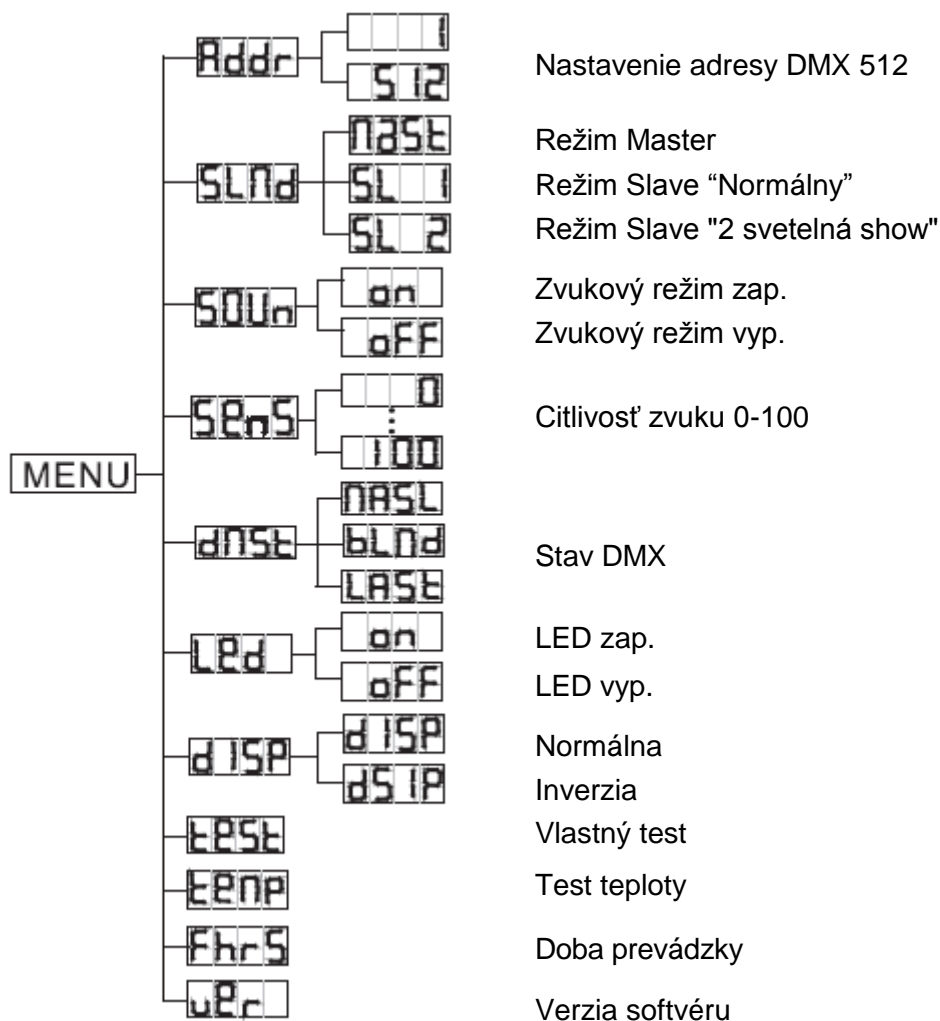 MENU
Addr
1
512
Nastavenie adresy DMX 512
SLMd
MaSt
Režim Master
SL 1
Režim Slave “Normálny”
SL 2
Režim Slave "2 svetelná show"
SOUn
on
Zvukový režim zap.
oFF
Zvukový režim vyp.
SenS
0
100
Citlivosť zvuku 0-100
dMSt
MASL
bLMd
LASt
Stav DMX
Led
on
LED zap.
oFF
LED vyp.
dISP
dISP
Normálna
dSIP
Inverzia
teSt
Vlastný test
teMP
Test teploty
FhrS
Doba prevádzky
ver
Verzia softvéru